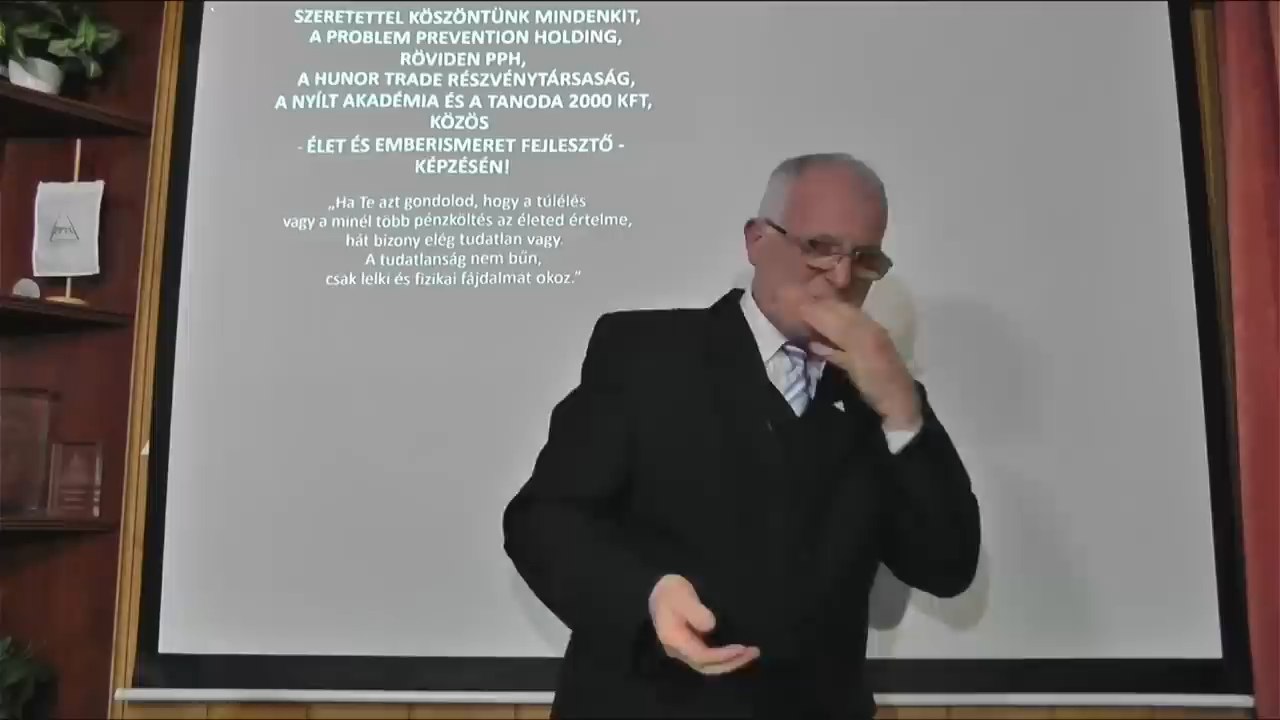 SZERETETTEL KÖSZÖNTÜNK MINDENKIT,
A PROBLEM PREVENTION HOLDING,
RÖVIDEN PPH,
A HUNOR TRADE RÉSZVÉNYTÁRSASÁG,
A NYÍLT AKADÉMIA ÉS A TANODA 2000 KFT,
KÖZÖS
- ÉLET ÉS EMBERISMERET FEJLESZTŐ -
KÉPZÉSÉN!
„Ha Te azt gondolod, hogy a túlélés
vagy a minél több pénzköltés az életed értelme,
hát bizony elég tudatlan vagy.
A tudatlanság nem bűn,
csak lelki és fizikai fájdalmat okoz.”